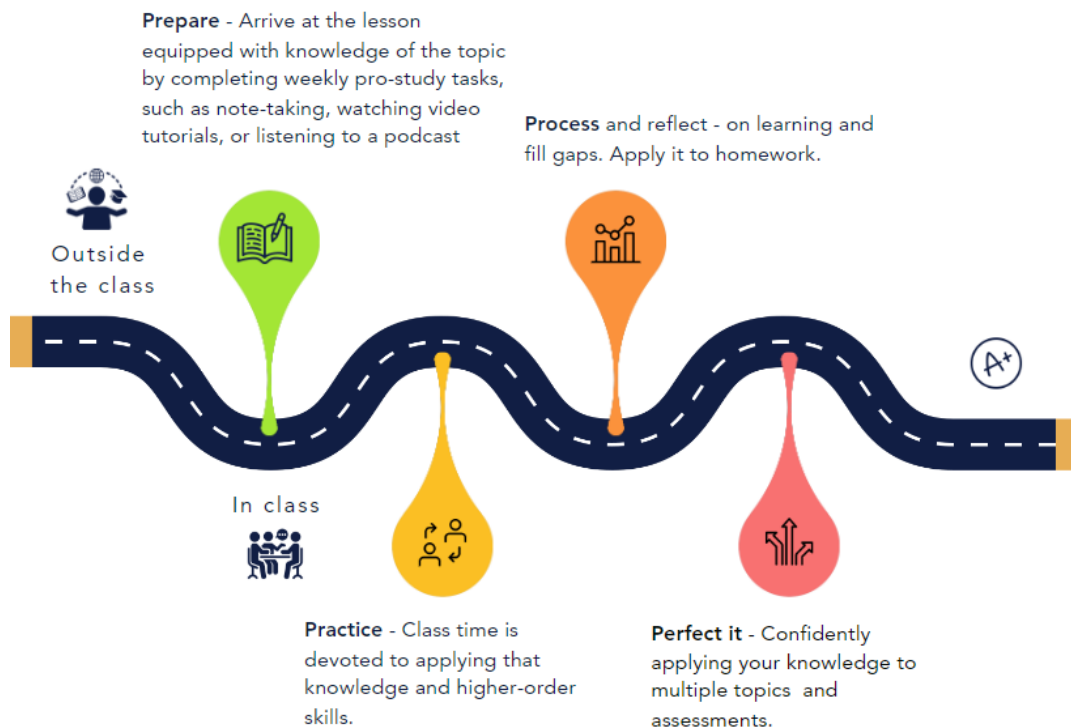 Prepare - Arrive at the lesson
equipped with knowledge of the topic
by completing weekly pro-study tasks,
such as note-taking, watching video
tutorials, or listening to a podcast
Process and reflect - on learning and
fill gaps. Apply it to homework.
Outside
the class
A+
In class
Practice - Class time is
devoted to applying that
knowledge and higher-order
skills.
Perfect it - Confidently
applying your knowledge to
multiple topics and
assessments.